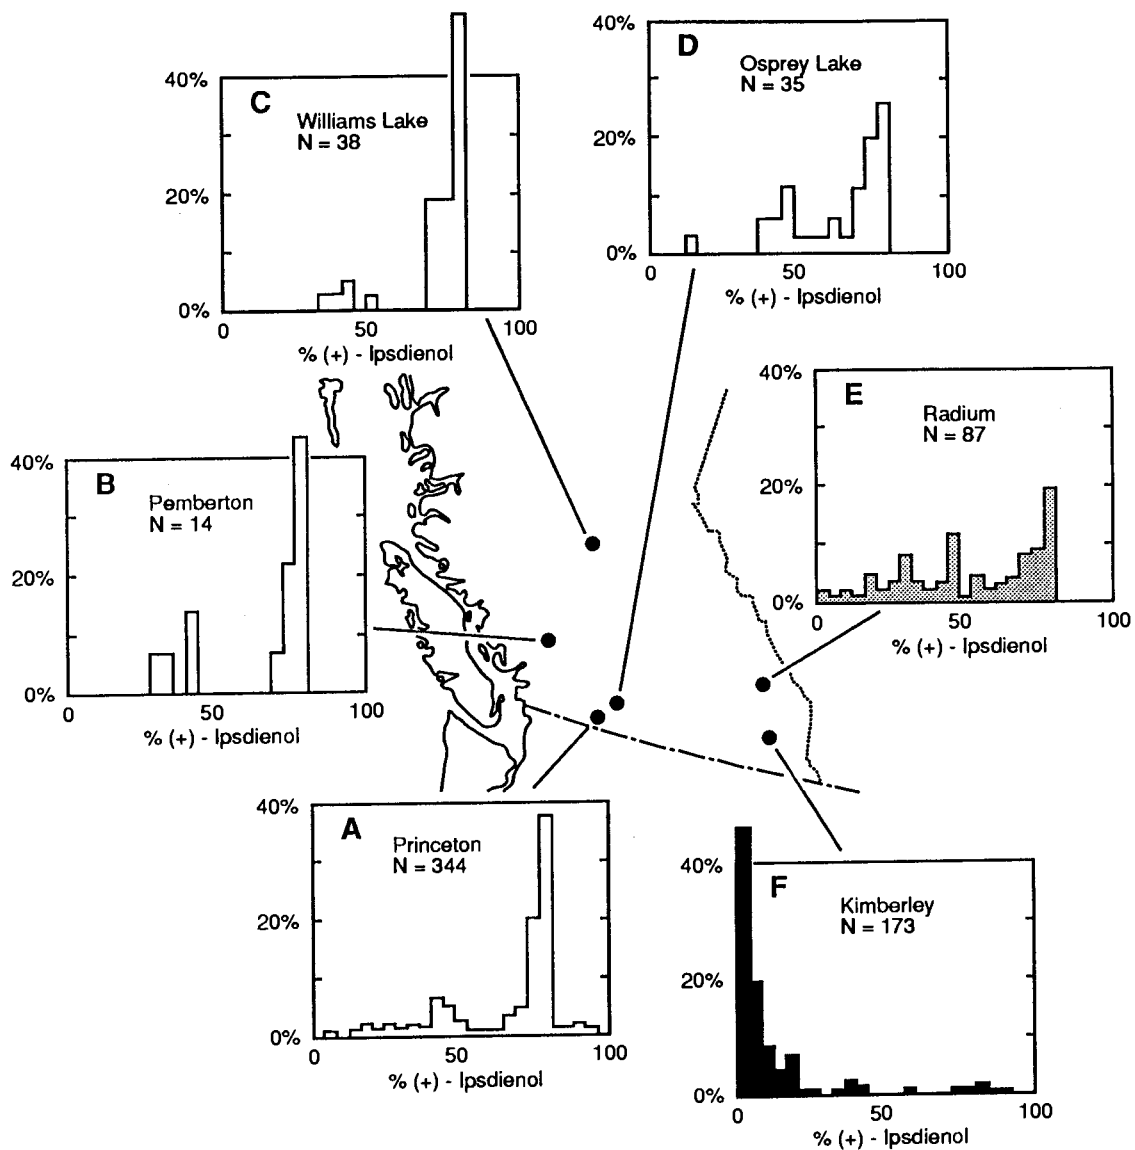 C
Williams Lake
N = 38
40%
20%
0%
0
50
100
% (+) - Ipsdienol
D
Osprey Lake
N = 35
40%
20%
0%
0
50
100
% (+) - Ipsdienol
B
Pemberton
N = 14
40%
20%
0%
0
50
100
% (+) - Ipsdienol
E
Radium
N = 87
40%
20%
0%
0
50
100
% (+) - Ipsdienol
A
Princeton
N = 344
40%
20%
0%
0
50
100
% (+) - Ipsdienol
F
Kimberley
N = 173
40%
20%
0%
0
50
100
% (+) - Ipsdienol